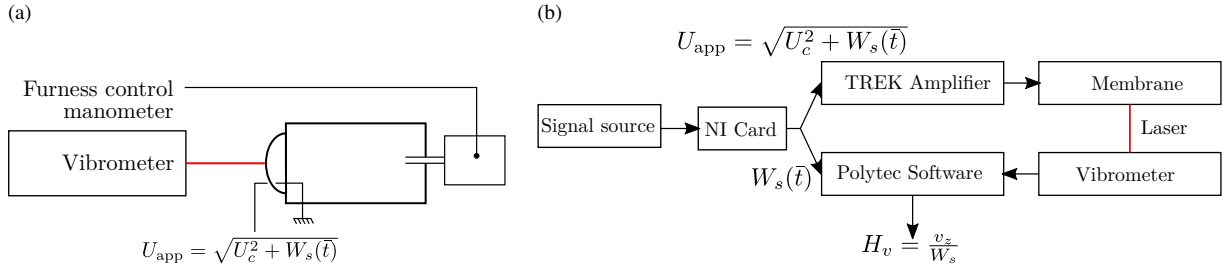 (a)
Furness control
manometer
Vibrometer
U_app = √(U_c^2 + W_s(t̄))
(b)
U_app = √(U_c^2 + W_s(t̄))
TREK Amplifier
Membrane
Signal source
NI Card
Laser
W_s(t̄)
Polytec Software
Vibrometer
H_v = v_z/W_s